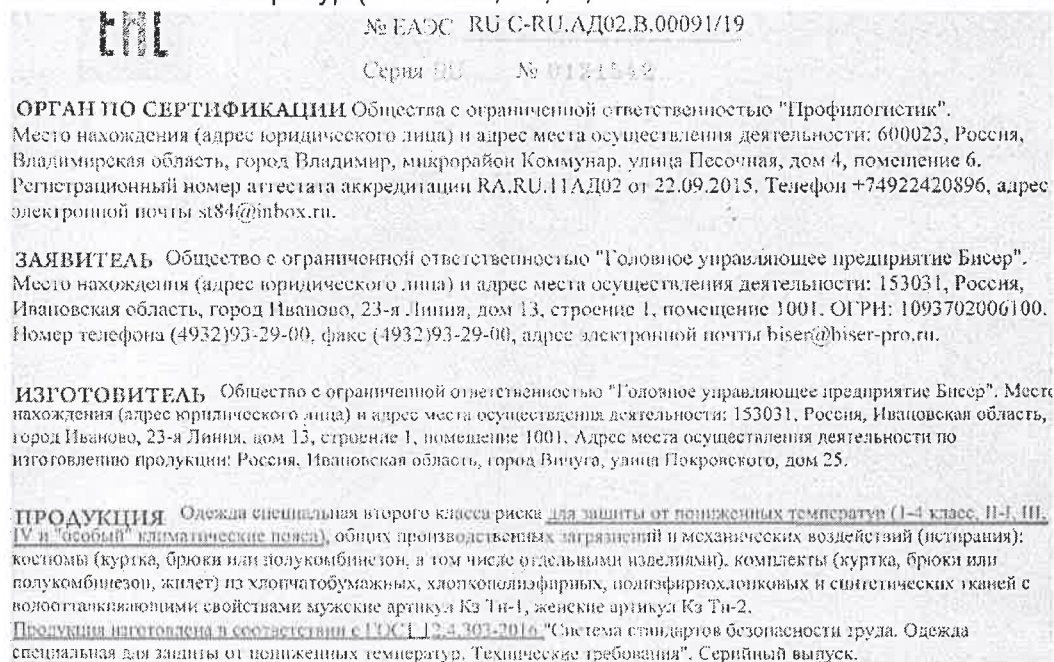 ЕАС
№ ЕАЭС RU С-RU.АД02.В.00091/19
Серия RU № 0121542
ОРГАН ПО СЕРТИФИКАЦИИ Общества с ограниченной ответственностью "Профилогистик".
Место нахождения (адрес юридического лица) и адрес места осуществления деятельности: 600023, Россия,
Владимирская область, город Владимир, микрорайон Коммунар, улица Песочная, дом 4, помещение 6.
Регистрационный номер аттестата аккредитации RA.RU.11АД02 от 22.09.2015. Телефон +74922420896, адрес
электронной почты st84@inbox.ru.
ЗАЯВИТЕЛЬ Общество с ограниченной ответственностью "Головное управляющее предприятие Бисер".
Место нахождения (адрес юридического лица) и адрес места осуществления деятельности: 153031, Россия,
Ивановская область, город Иваново, 23-я Линия, дом 13, строение 1, помещение 1001. ОГРН: 1093702006100.
Номер телефона (4932)93-29-00, факс (4932)93-29-00, адрес электронной почты biser@biser-pro.ru.
ИЗГОТОВИТЕЛЬ Общество с ограниченной ответственностью "Головное управляющее предприятие Бисер". Место
нахождения (адрес юридического лица) и адрес места осуществления деятельности: 153031, Россия, Ивановская область,
город Иваново, 23-я Линия, дом 13, строение 1, помещение 1001. Адрес места осуществления деятельности по
изготовлению продукции: Россия, Ивановская область, город Вичуга, улица Покровского, дом 25.
ПРОДУКЦИЯ Одежда специальная второго класса риска для защиты от пониженных температур (1-4 класс, II-I, III,
IV и "особый" климатические пояса), общих производственных загрязнений и механических воздействий (истирания):
костюмы (куртка, брюки или полукомбинезон, в том числе отдельными изделиями), комплекты (куртка, брюки или
полукомбинезон, жилет) из хлопчатобумажных, хлопкополиэфирных, полиэфирнохлопковых и синтетических тканей с
водоотталкивающими свойствами мужские артикул Кз Тн-1, женские артикул Кз Тн-2.
Продукция изготовлена в соответствии с ГОСТ 12.4.303-2016 "Система стандартов безопасности труда. Одежда
специальная для защиты от пониженных температур. Технические требования". Серийный выпуск.